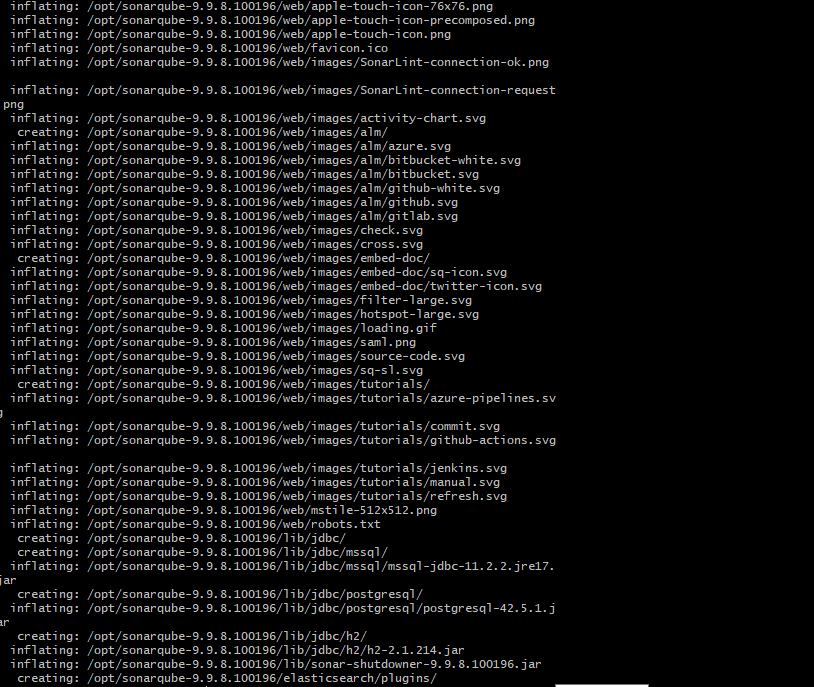 inflating: /opt/sonarqube-9.9.8.100196/web/apple-touch-icon-76x76.png
inflating: /opt/sonarqube-9.9.8.100196/web/apple-touch-icon-precomposed.png
inflating: /opt/sonarqube-9.9.8.100196/web/apple-touch-icon.png
inflating: /opt/sonarqube-9.9.8.100196/web/favicon.ico
inflating: /opt/sonarqube-9.9.8.100196/web/images/SonarLint-connection-ok.png
inflating: /opt/sonarqube-9.9.8.100196/web/images/SonarLint-connection-request
png
inflating: /opt/sonarqube-9.9.8.100196/web/images/activity-chart.svg
creating: /opt/sonarqube-9.9.8.100196/web/images/alm/
inflating: /opt/sonarqube-9.9.8.100196/web/images/alm/azure.svg
inflating: /opt/sonarqube-9.9.8.100196/web/images/alm/bitbucket-white.svg
inflating: /opt/sonarqube-9.9.8.100196/web/images/alm/bitbucket.svg
inflating: /opt/sonarqube-9.9.8.100196/web/images/alm/github-white.svg
inflating: /opt/sonarqube-9.9.8.100196/web/images/alm/github.svg
inflating: /opt/sonarqube-9.9.8.100196/web/images/alm/gitlab.svg
inflating: /opt/sonarqube-9.9.8.100196/web/images/check.svg
inflating: /opt/sonarqube-9.9.8.100196/web/images/cross.svg
creating: /opt/sonarqube-9.9.8.100196/web/images/embed-doc/
inflating: /opt/sonarqube-9.9.8.100196/web/images/embed-doc/sq-icon.svg
inflating: /opt/sonarqube-9.9.8.100196/web/images/embed-doc/twitter-icon.svg
inflating: /opt/sonarqube-9.9.8.100196/web/images/filter-large.svg
inflating: /opt/sonarqube-9.9.8.100196/web/images/hotspot-large.svg
inflating: /opt/sonarqube-9.9.8.100196/web/images/loading.gif
inflating: /opt/sonarqube-9.9.8.100196/web/images/saml.png
inflating: /opt/sonarqube-9.9.8.100196/web/images/source-code.svg
inflating: /opt/sonarqube-9.9.8.100196/web/images/sq-sl.svg
creating: /opt/sonarqube-9.9.8.100196/web/images/tutorials/
inflating: /opt/sonarqube-9.9.8.100196/web/images/tutorials/azure-pipelines.sv
g
inflating: /opt/sonarqube-9.9.8.100196/web/images/tutorials/commit.svg
inflating: /opt/sonarqube-9.9.8.100196/web/images/tutorials/github-actions.svg
inflating: /opt/sonarqube-9.9.8.100196/web/images/tutorials/jenkins.svg
inflating: /opt/sonarqube-9.9.8.100196/web/images/tutorials/manual.svg
inflating: /opt/sonarqube-9.9.8.100196/web/images/tutorials/refresh.svg
inflating: /opt/sonarqube-9.9.8.100196/web/mstile-512x512.png
inflating: /opt/sonarqube-9.9.8.100196/web/robots.txt
creating: /opt/sonarqube-9.9.8.100196/lib/jdbc/
creating: /opt/sonarqube-9.9.8.100196/lib/jdbc/mssql/
inflating: /opt/sonarqube-9.9.8.100196/lib/jdbc/mssql/mssql-jdbc-11.2.2.jre17.
jar
creating: /opt/sonarqube-9.9.8.100196/lib/jdbc/postgresql/
inflating: /opt/sonarqube-9.9.8.100196/lib/jdbc/postgresql/postgresql-42.5.1.j
ar
creating: /opt/sonarqube-9.9.8.100196/lib/jdbc/h2/
inflating: /opt/sonarqube-9.9.8.100196/lib/jdbc/h2/h2-2.1.214.jar
inflating: /opt/sonarqube-9.9.8.100196/lib/sonar-shutdowner-9.9.8.100196.jar
creating: /opt/sonarqube-9.9.8.100196/elasticsearch/plugins/